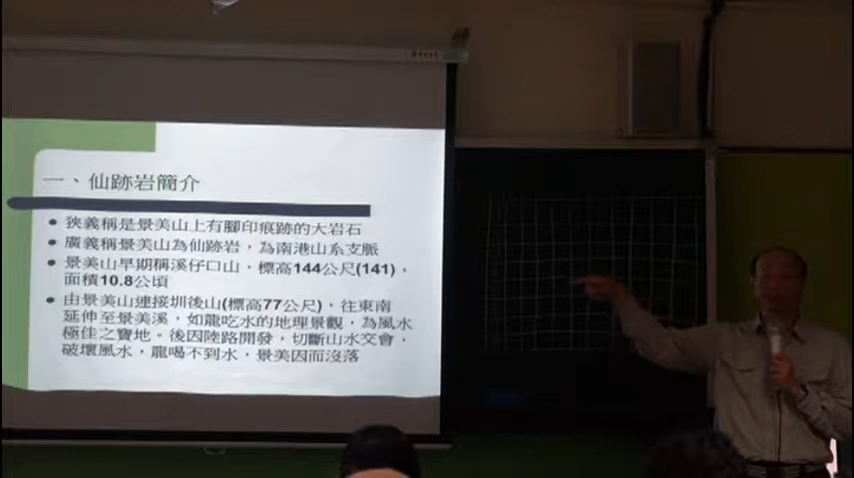 一、仙跡岩簡介
狹義稱是景美山上有腳印痕跡的大岩石
廣義稱景美山為仙跡岩，為南港山系支脈
景美山早期稱溪仔口山，標高144公尺(141)，
面積10.8公頃
由景美山連接圳後山(標高77公尺)，往東南
延伸至景美溪，如龍吃水的地理景觀，為風水
極佳之寶地。後因陸路開發，切斷山水交會，
破壞風水，龍喝不到水，景美因而沒落